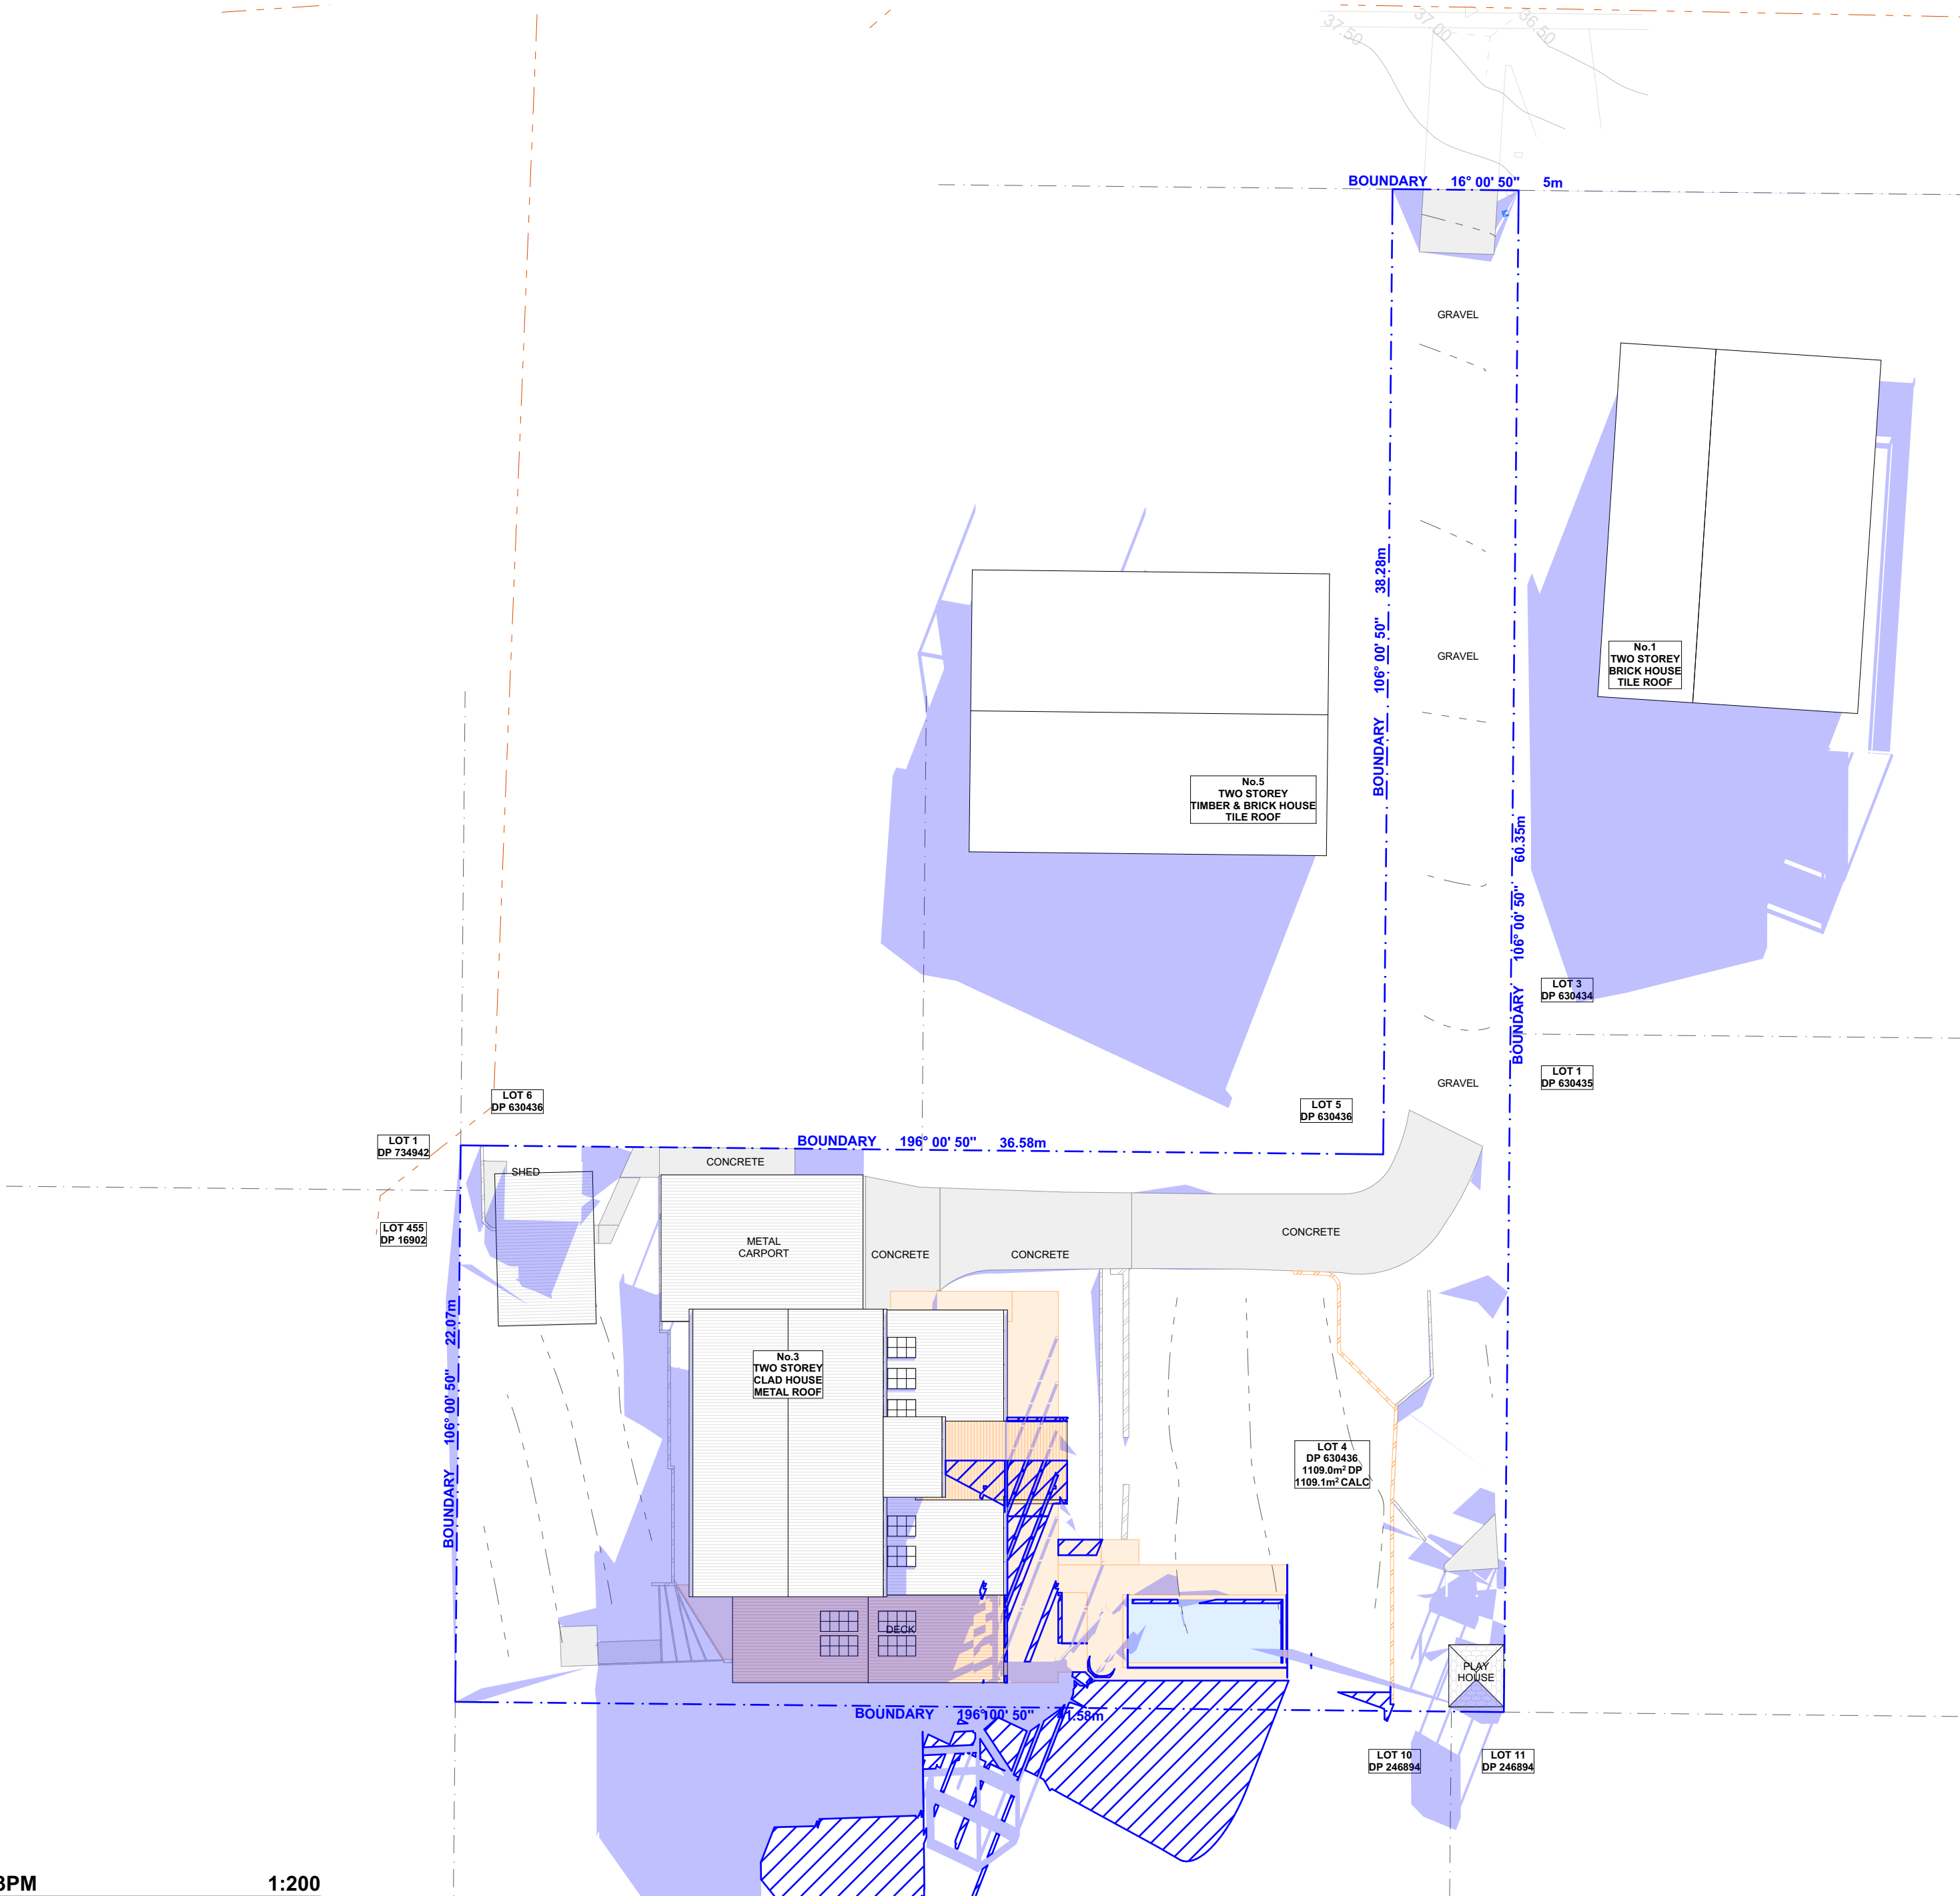 37.50
37.00
36.50
BOUNDARY 16° 00' 50" 5m
GRAVEL
BOUNDARY 106° 00' 50" 38.28m
No.1
TWO STOREY
BRICK HOUSE
TILE ROOF
GRAVEL
No.5
TWO STOREY
TIMBER & BRICK HOUSE
TILE ROOF
BOUNDARY 106° 00' 50" 60.35m
LOT 3
DP 630434
LOT 1
DP 630435
GRAVEL
LOT 6
DP 630436
LOT 5
DP 630436
LOT 1
DP 734942
BOUNDARY 196° 00' 50" 36.58m
SHED
CONCRETE
LOT 455
DP 16902
METAL
CARPORT
CONCRETE
CONCRETE
CONCRETE
BOUNDARY 106° 00' 50" 22.07m
No.3
TWO STOREY
CLAD HOUSE
METAL ROOF
LOT 4
DP 630436
1109.0m² DP
1109.1m² CALC
DECK
PLAY
HOUSE
BOUNDARY 196° 00' 50" 1.58m
LOT 10
DP 246894
LOT 11
DP 246894
3PM 1:200